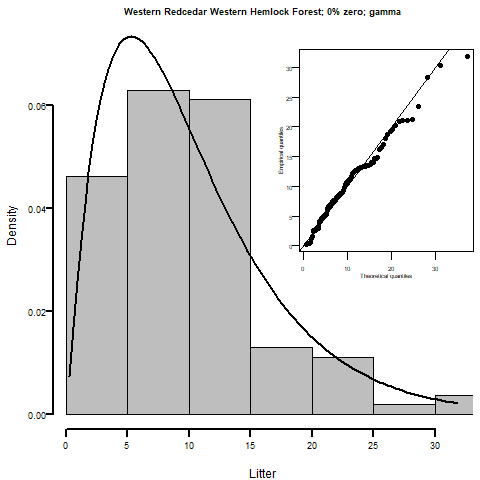 Western Redcedar Western Hemlock Forest; 0% zero; gamma
Density
0.06
0.04
0.02
0.00
0 5 10 15 20 25 30
Litter
Empirical quantiles
30
25
20
15
10
5
0
0 10 20 30
Theoretical quantiles